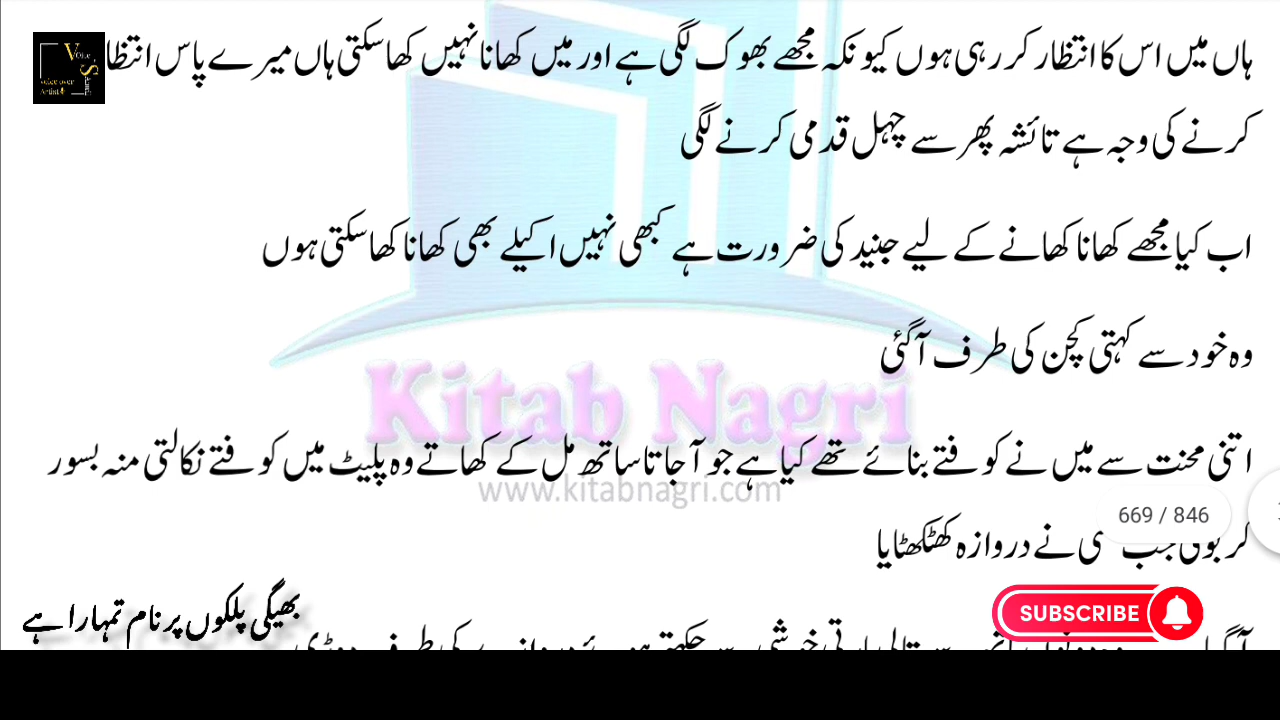 ہاں میں اس کا انتظار کر رہی ہوں کیونکہ مجھے بھوک لگی ہے اور میں کھانا نہیں کھا سکتی ہاں میرے پاس انتظا
کرنے کی وجہ ہے تائشہ پھر سے چہل قدمی کرنے لگی
اب کیا مجھے کھانا کھانے کے لیے جنید کی ضرورت ہے کبھی نہیں اکیلے بھی کھانا کھا سکتی ہوں
وہ خود سے کہتی کچن کی طرف آگئی
Kitab Nagri
اتنی محنت سے میں نے کوفتے بنائے تھے کیا ہے جو آجاتا ساتھ مل کے کھاتے وہ پلیٹ میں کوفتے نکالتی منہ بسور
www.kitabnagri.com
669 / 846
کر بولی جب نے دروازہ کھٹکھٹایا
SUBSCRIBE
بھیگی پلکوں پر نام تمہارا ہے